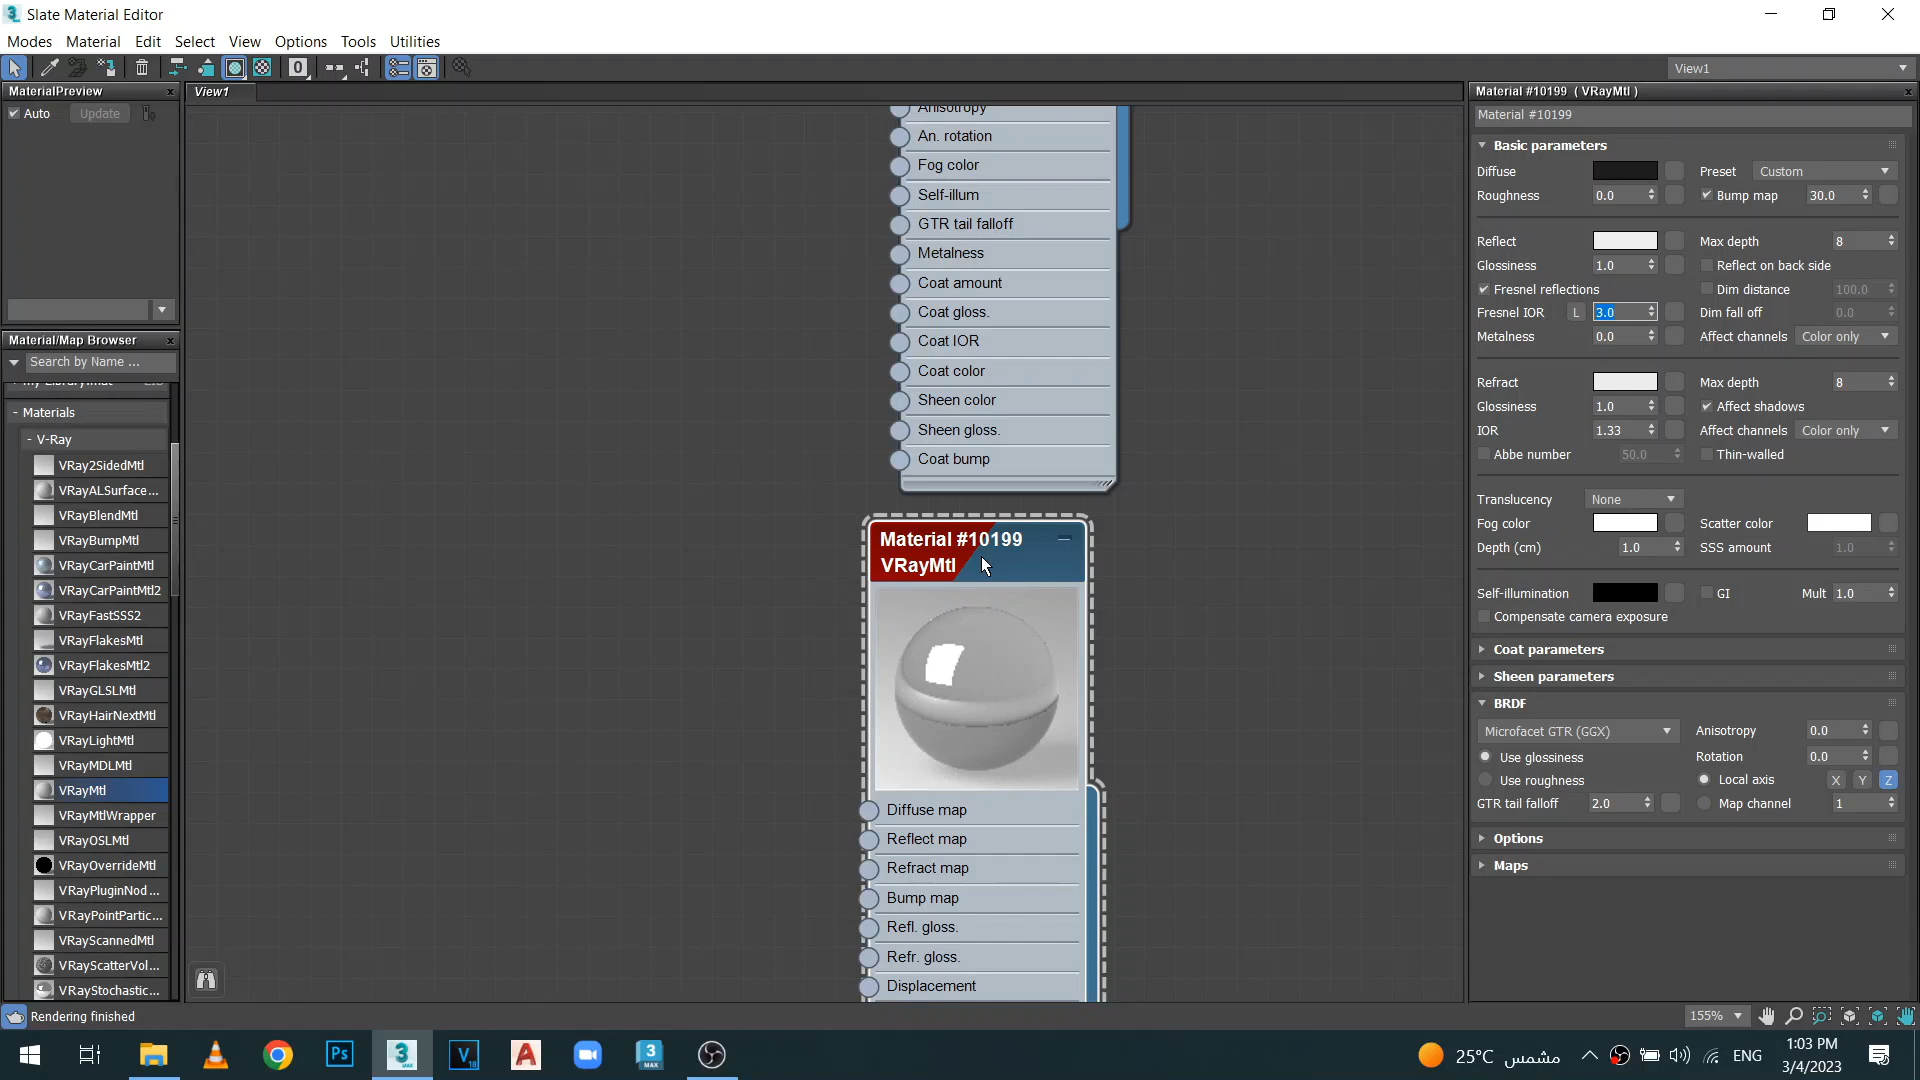 Slate Material Editor
Modes Material Edit Select View Options Tools Utilities
View1
MaterialPreview
Auto Update
Material/Map Browser
Search by Name ...
- Materials
- V-Ray
VRay2SidedMtl
VRayALSurface...
VRayBlendMtl
VRayBumpMtl
VRayCarPaintMtl
VRayCarPaintMtl2
VRayFastSSS2
VRayFlakesMtl
VRayFlakesMtl2
VRayGLSLMtl
VRayHairNextMtl
VRayLightMtl
VRayMDLMtl
VRayMtl
VRayMtlWrapper
VRayOSLMtl
VRayOverrideMtl
VRayPluginNod...
VRayPointPartic...
VRayScannedMtl
VRayScatterVol...
VRayStochastic...
View1
Anisotropy
An. rotation
Fog color
Self-illum
GTR tail falloff
Metalness
Coat amount
Coat gloss.
Coat IOR
Coat color
Sheen color
Sheen gloss.
Coat bump
Material #10199
VRayMtl
Diffuse map
Reflect map
Refract map
Bump map
Refl. gloss.
Refr. gloss.
Displacement
Material #10199 ( VRayMtl )
Material #10199
Basic parameters
Diffuse Preset Custom
Roughness 0.0 Bump map 30.0
Reflect Max depth 8
Glossiness 1.0 Reflect on back side
Fresnel reflections Dim distance 100.0
Fresnel IOR L 3.0 Dim fall off 0.0
Metalness 0.0 Affect channels Color only
Refract Max depth 8
Glossiness 1.0 Affect shadows
IOR 1.33 Affect channels Color only
Abbe number 50.0 Thin-walled
Translucency None
Fog color Scatter color
Depth (cm) 1.0 SSS amount 1.0
Self-illumination GI Mult 1.0
Compensate camera exposure
Coat parameters
Sheen parameters
BRDF
Microfacet GTR (GGX) Anisotropy 0.0
Use glossiness Rotation 0.0
Use roughness Local axis X Y Z
GTR tail falloff 2.0 Map channel 1
Options
Maps
Rendering finished
155%
Ps 3 V 3 MAX A
25°C مشمس ENG
1:03 PM
3/4/2023